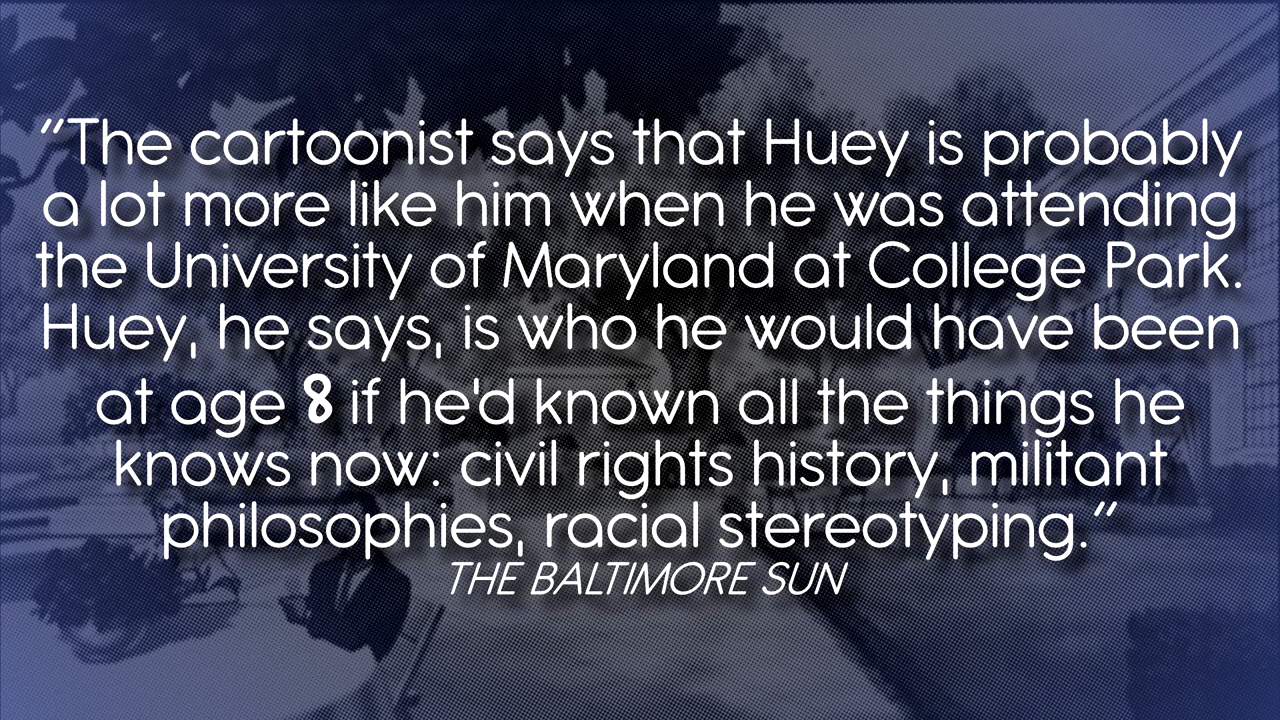 “The cartoonist says that Huey is probably
a lot more like him when he was attending
the University of Maryland at College Park.
Huey, he says, is who he would have been
at age 8 if he'd known all the things he
knows now: civil rights history, militant
philosophies, racial stereotyping.”
THE BALTIMORE SUN